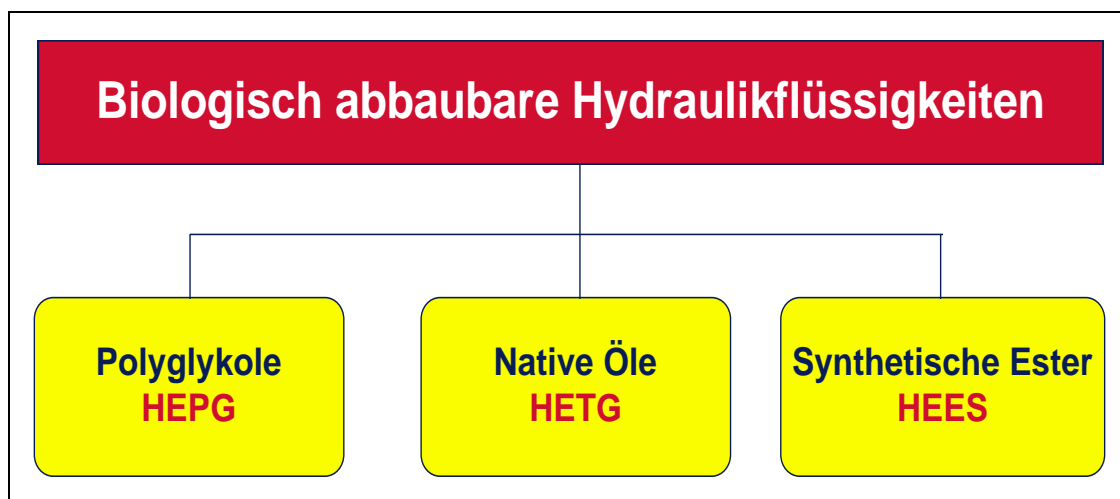 Biologisch abbaubare Hydraulikflüssigkeiten
Polyglykole
HEPG
Native Öle
HETG
Synthetische Ester
HEES